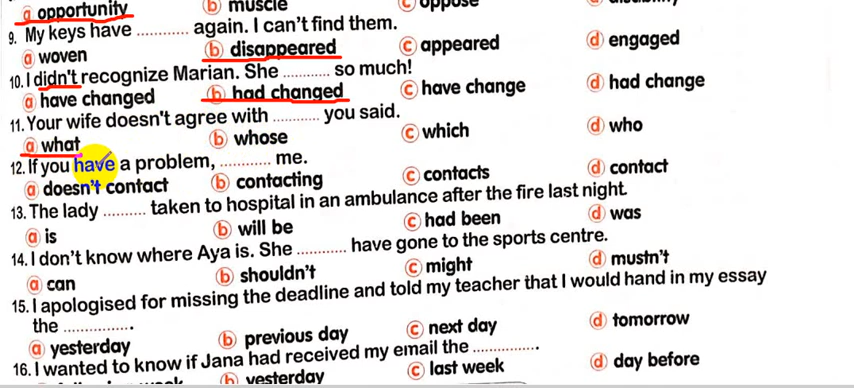 a opportunity b muscle c oppose
9. My keys have ........... again. I can't find them.
a woven b disappeared c appeared d engaged
10. I didn't recognize Marian. She .......... so much!
a have changed b had changed c have change d had change
11. Your wife doesn't agree with .......... you said.
a what b whose c which d who
12. If you have a problem, ........... me.
a doesn't contact b contacting c contacts d contact
13. The lady ......... taken to hospital in an ambulance after the fire last night.
a is b will be c had been d was
14. I don't know where Aya is. She ........... have gone to the sports centre.
a can b shouldn't c might d mustn't
15. I apologised for missing the deadline and told my teacher that I would hand in my essay
the ...............
a yesterday b previous day c next day d tomorrow
16. I wanted to know if Jana had received my email the ..............
b yesterday c last week d day before